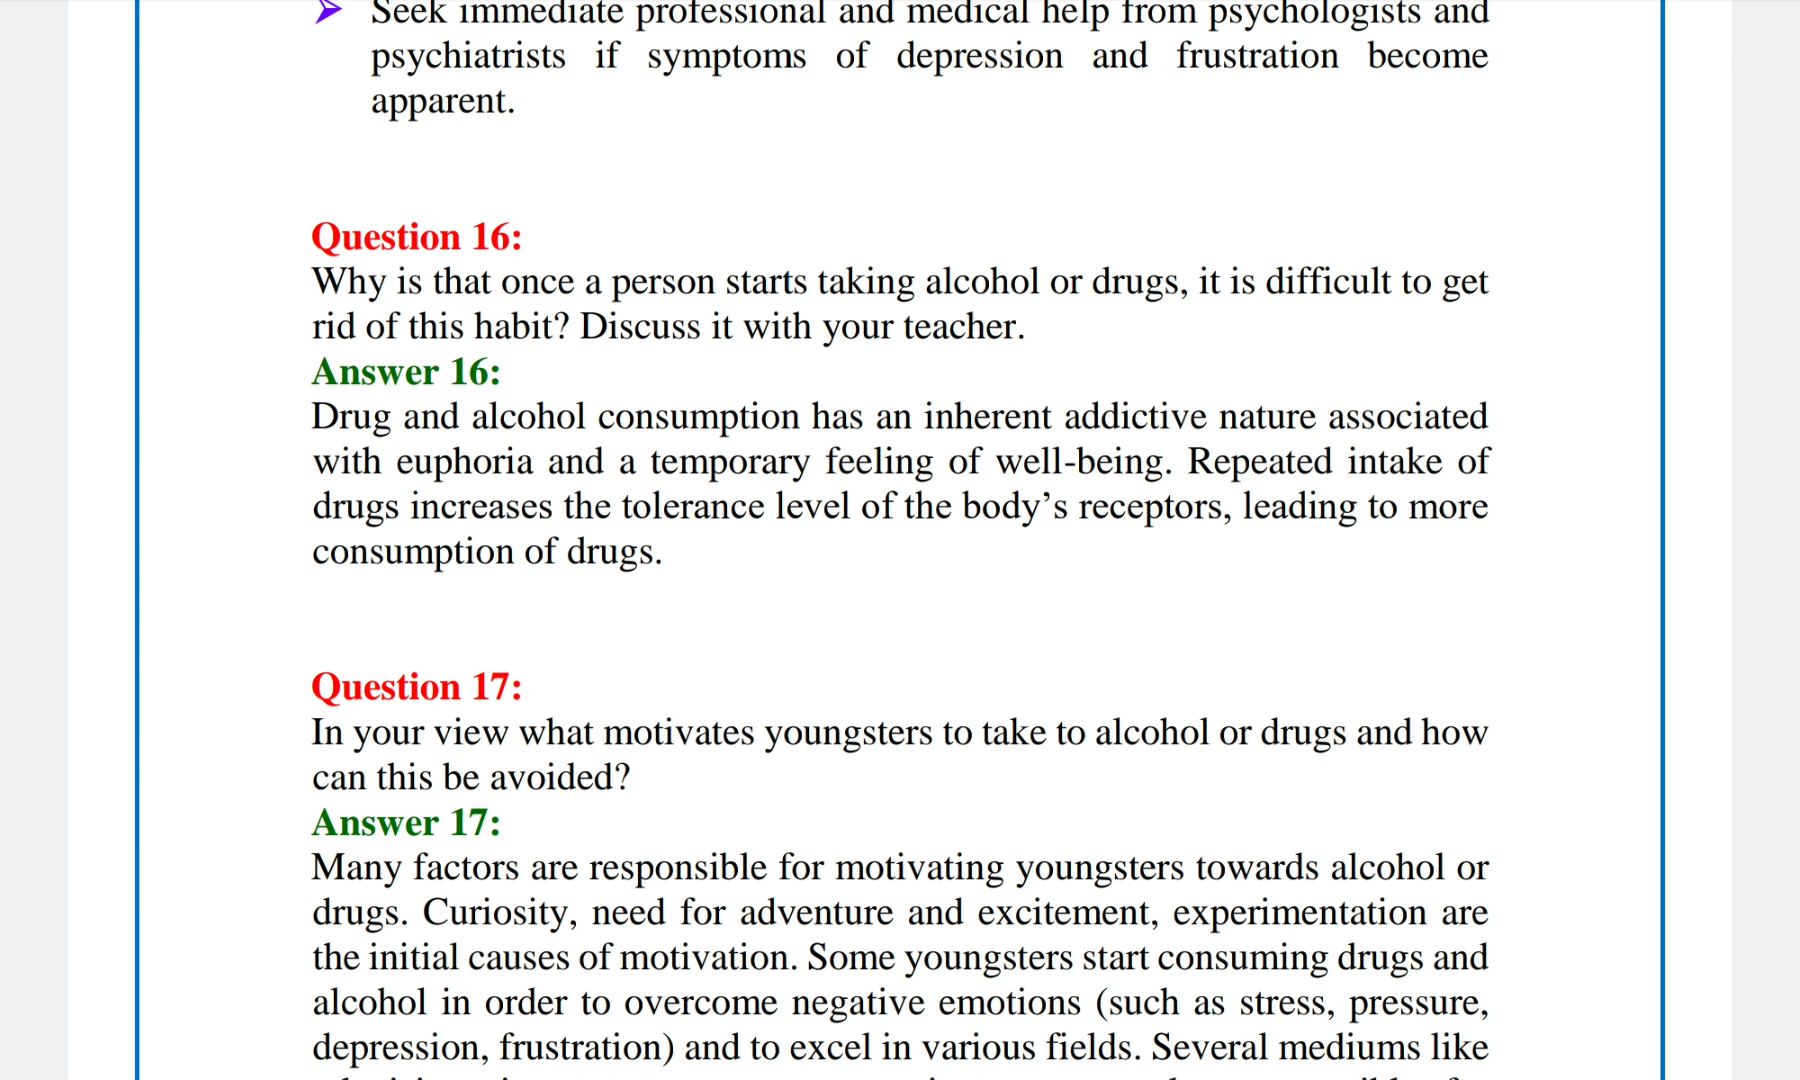 Seek immediate professional and medical help from psychologists and
psychiatrists if symptoms of depression and frustration become
apparent.
Question 16:
Why is that once a person starts taking alcohol or drugs, it is difficult to get
rid of this habit? Discuss it with your teacher.
Answer 16:
Drug and alcohol consumption has an inherent addictive nature associated
with euphoria and a temporary feeling of well-being. Repeated intake of
drugs increases the tolerance level of the body’s receptors, leading to more
consumption of drugs.
Question 17:
In your view what motivates youngsters to take to alcohol or drugs and how
can this be avoided?
Answer 17:
Many factors are responsible for motivating youngsters towards alcohol or
drugs. Curiosity, need for adventure and excitement, experimentation are
the initial causes of motivation. Some youngsters start consuming drugs and
alcohol in order to overcome negative emotions (such as stress, pressure,
depression, frustration) and to excel in various fields. Several mediums like